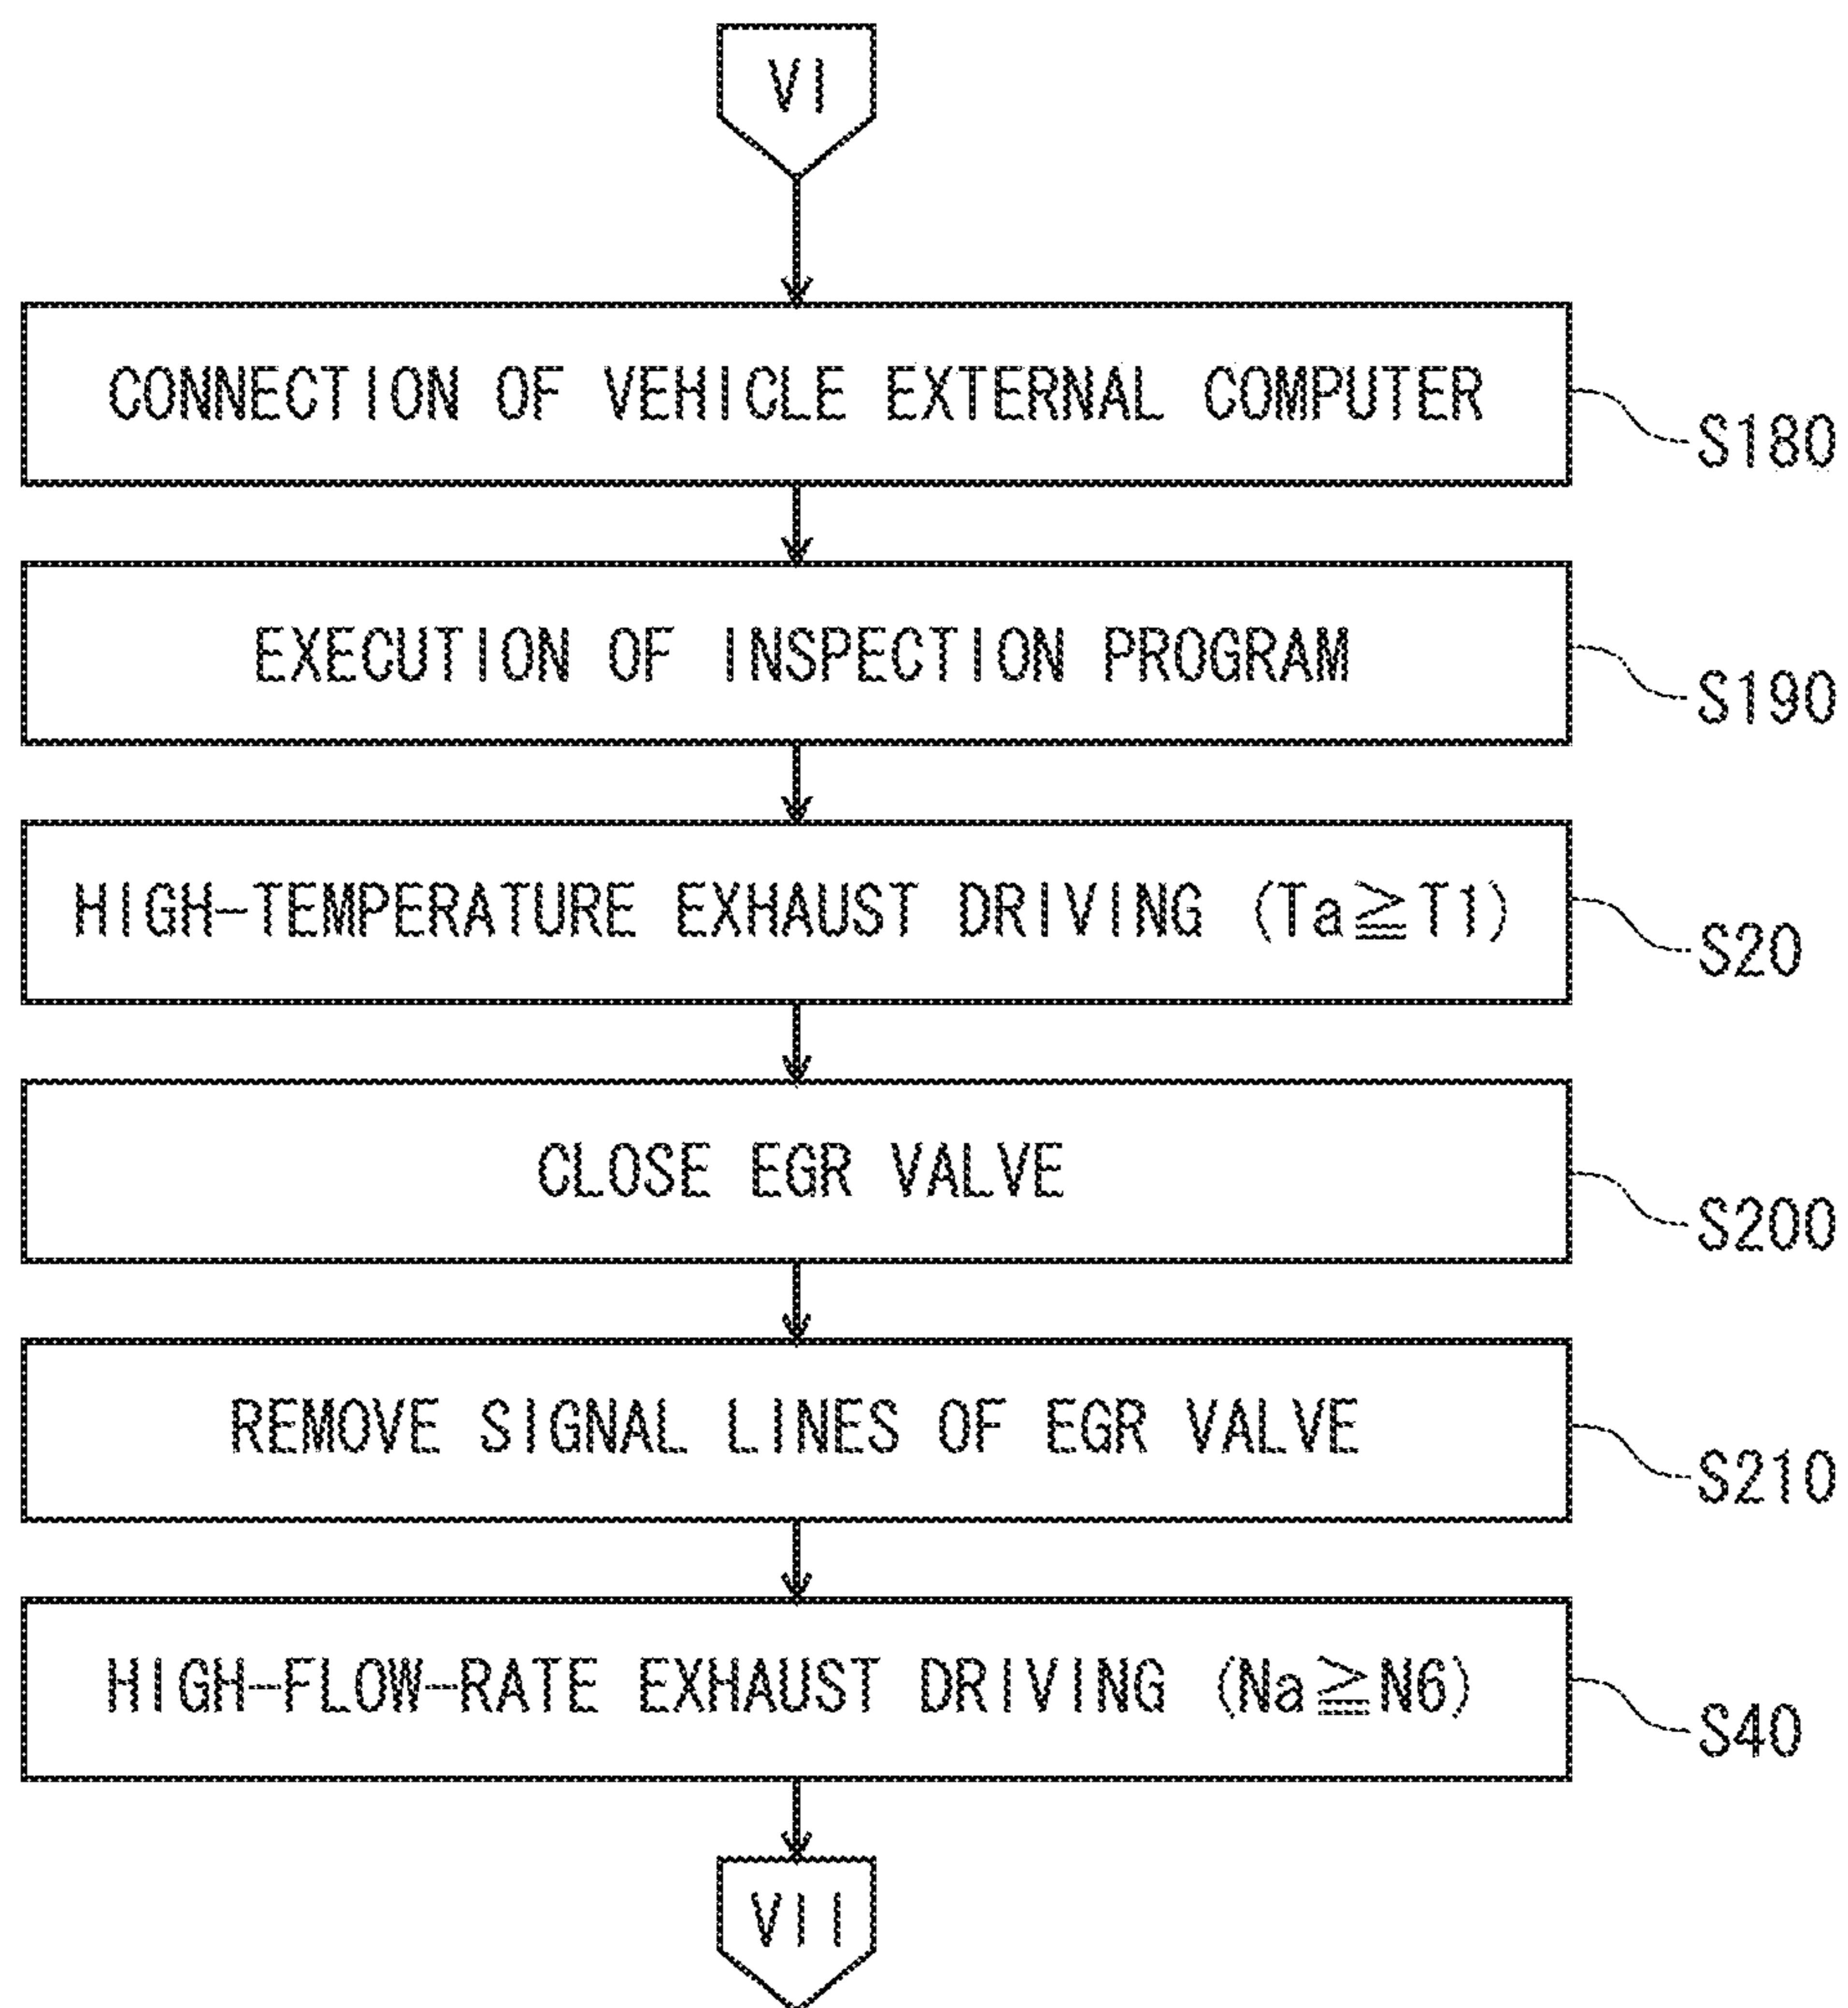 VI
CONNECTION OF VEHICLE EXTERNAL COMPUTER
S180
EXECUTION OF INSPECTION PROGRAM
S190
HIGH-TEMPERATURE EXHAUST DRIVING (Ta≧T1)
S20
CLOSE EGR VALVE
S200
REMOVE SIGNAL LINES OF EGR VALVE
S210
HIGH-FLOW-RATE EXHAUST DRIVING (Na≧N6)
S40
VII